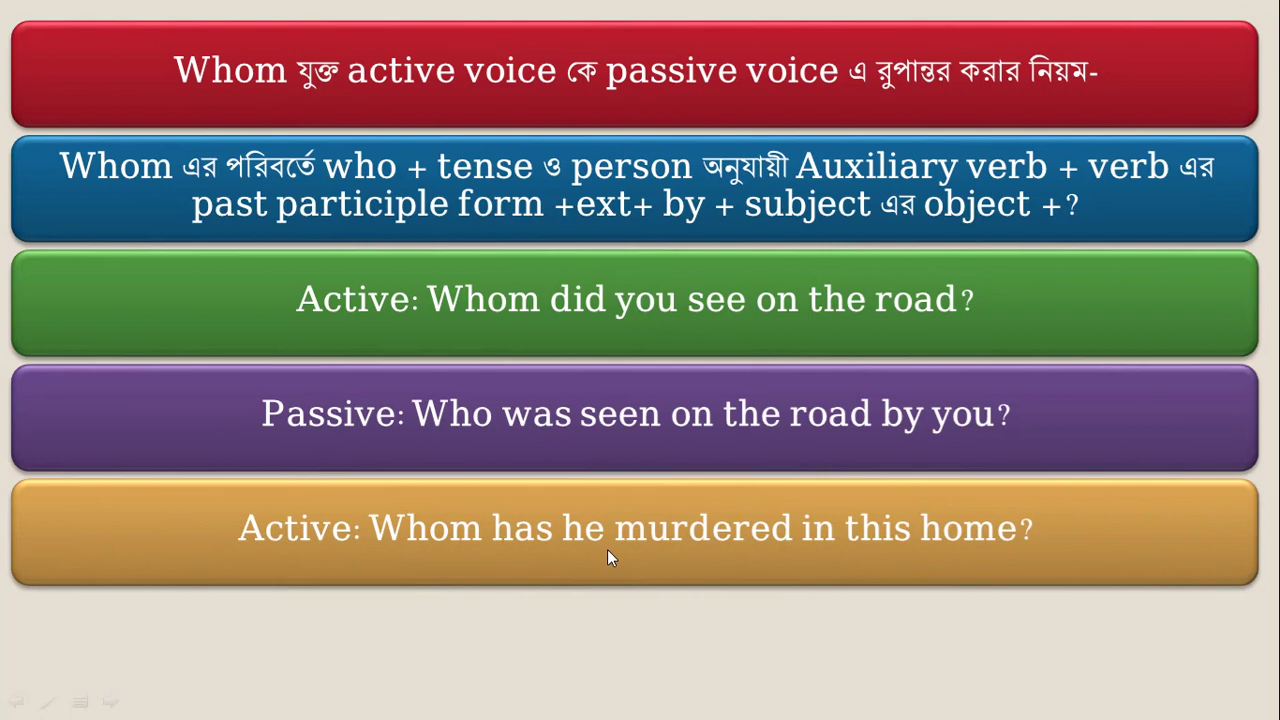 Whom যুক্ত active voice কে passive voice এ রুপান্তর করার নিয়ম-
Whom এর পরিবর্তে who + tense ও person অনুযায়ী Auxiliary verb + verb এর
past participle form +ext+ by + subject এর object +?
Active: Whom did you see on the road?
Passive: Who was seen on the road by you?
Active: Whom has he murdered in this home?